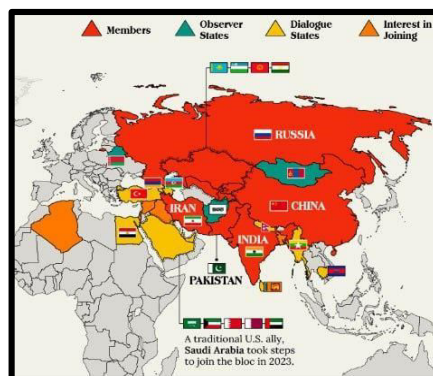 Members
Observer
States
Dialogue
States
Interest in
Joining
RUSSIA
CHINA
IRAN
INDIA
PAKISTAN
A traditional U.S. ally,
Saudi Arabia took steps
to join the bloc in 2023.